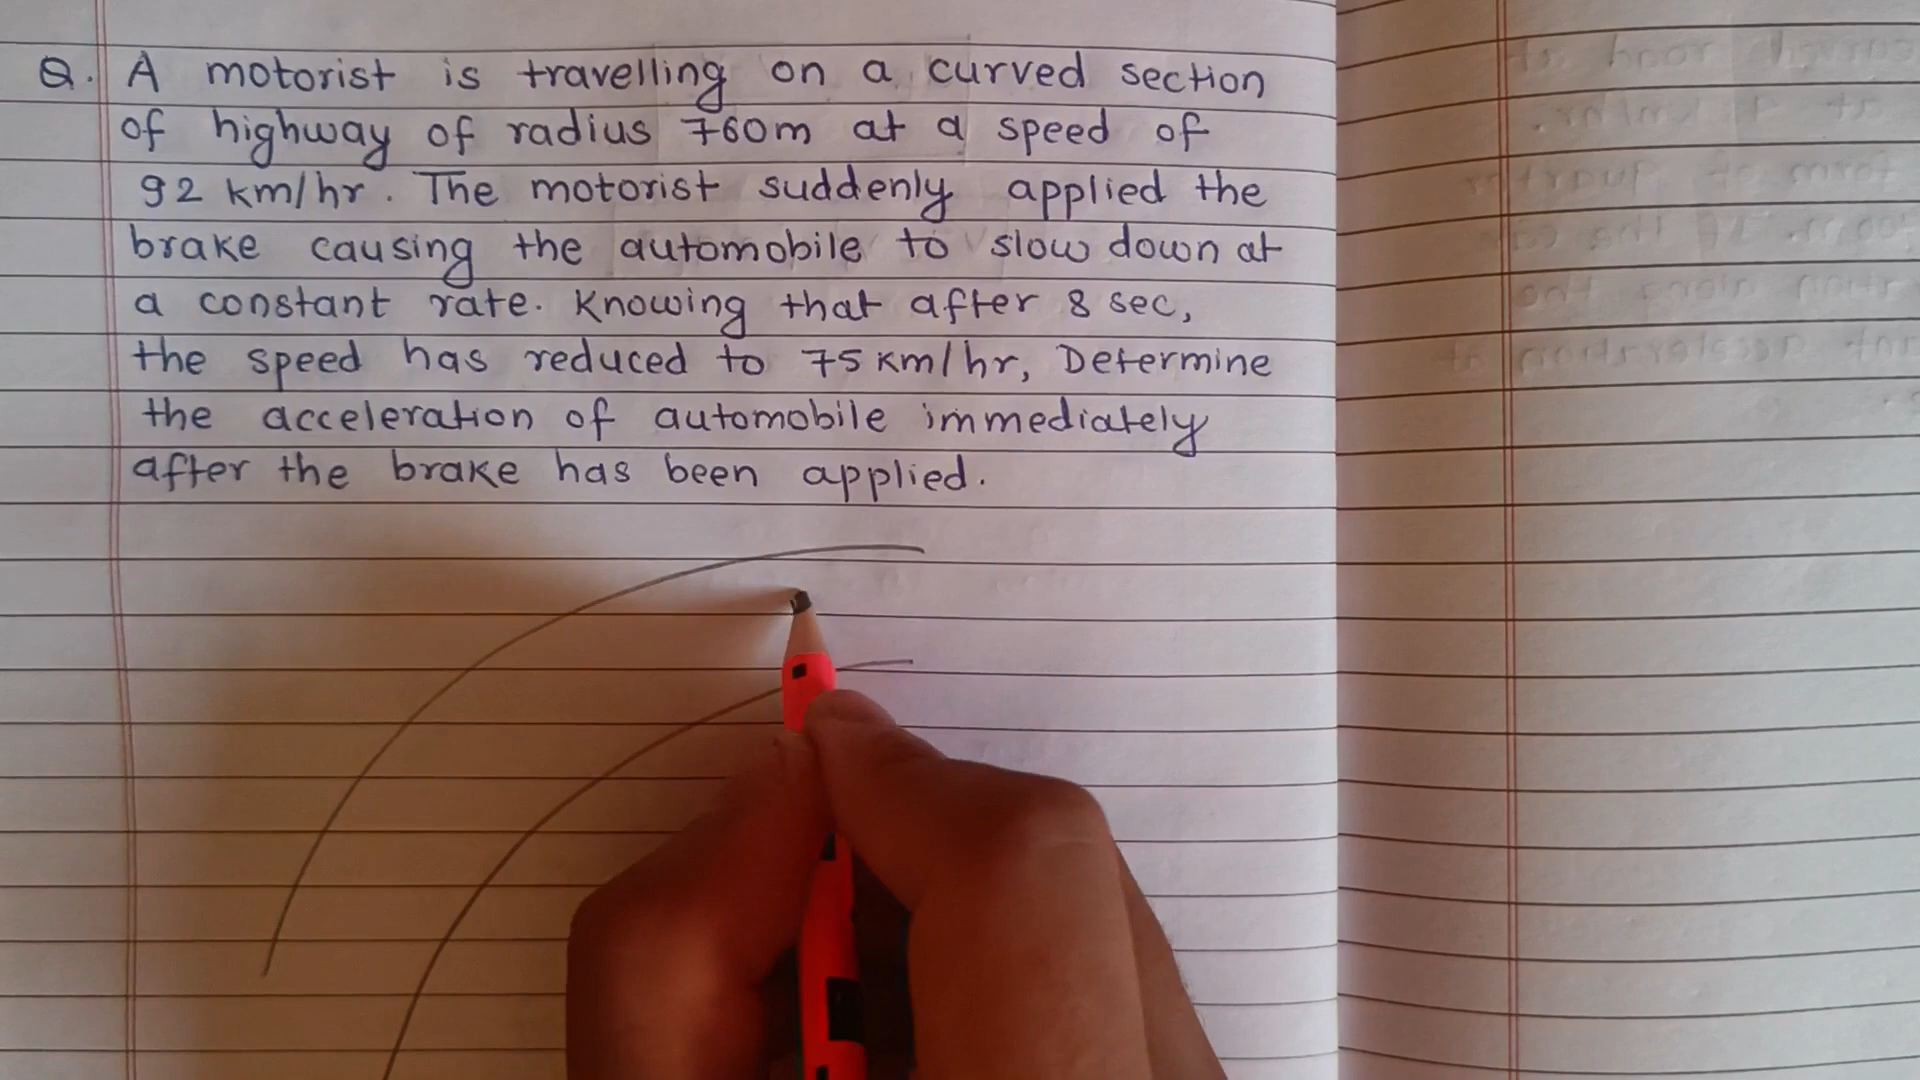 Q. A motorist is travelling on a curved section
of highway of radius 760m at a speed of
92 km/hr. The motorist suddenly applied the
brake causing the automobile to slow down at
a constant rate. Knowing that after 8 sec,
the speed has reduced to 75 km/hr, Determine
the acceleration of automobile immediately
after the brake has been applied.